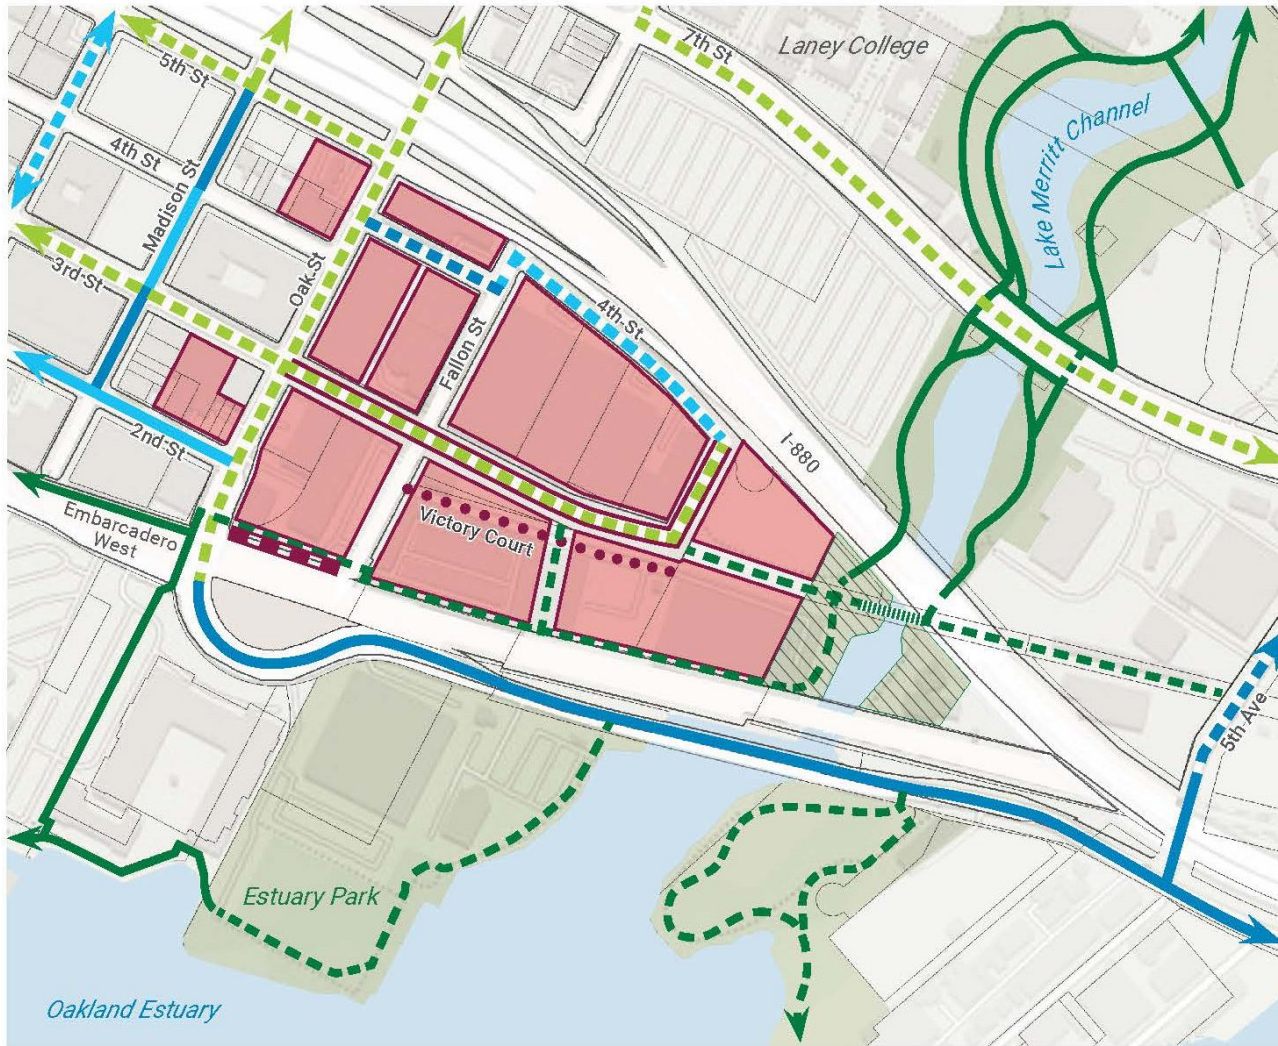 7th St
Laney College
5th St
4th St
Madison St
Lake Merritt Channel
3rd St
Oak St
4th St
Fallon St
2nd St
I-880
Embarcadero
West
Victory Court
5th Ave
Estuary Park
Oakland Estuary